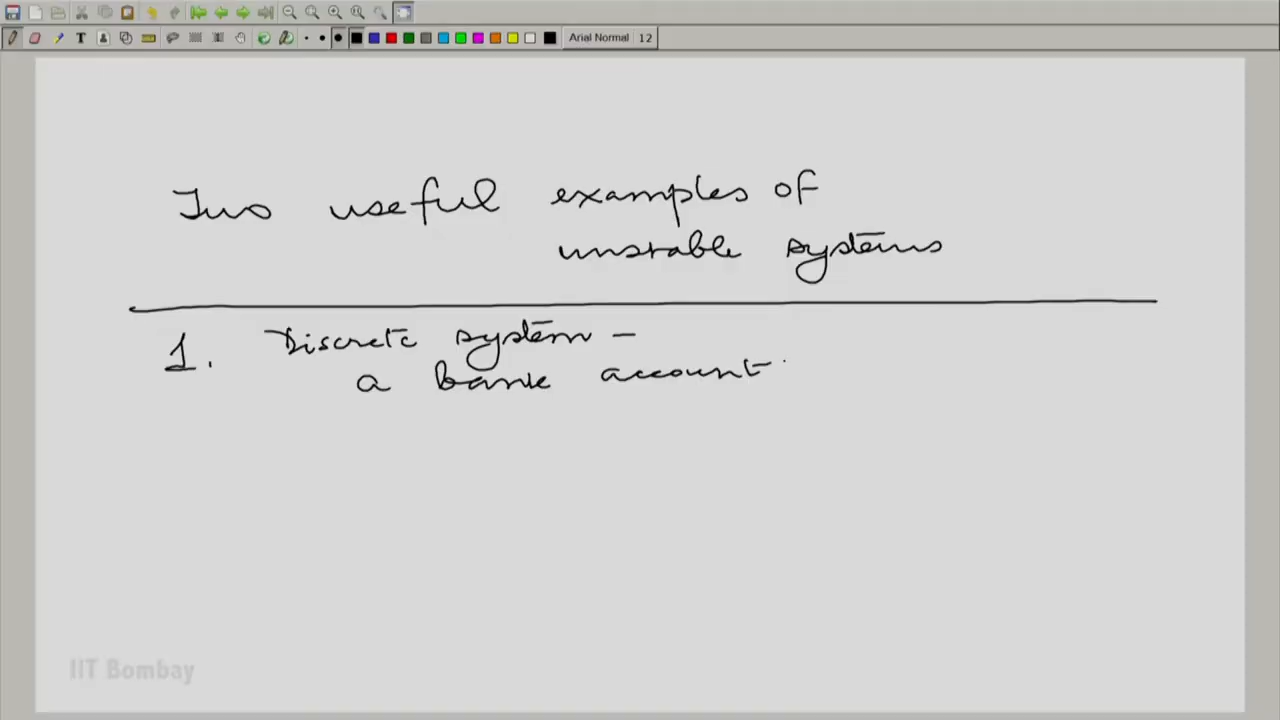 Arial Normal 12
Two useful examples of
unstable systems
1. Discrete system -
a bank account
IIT Bombay